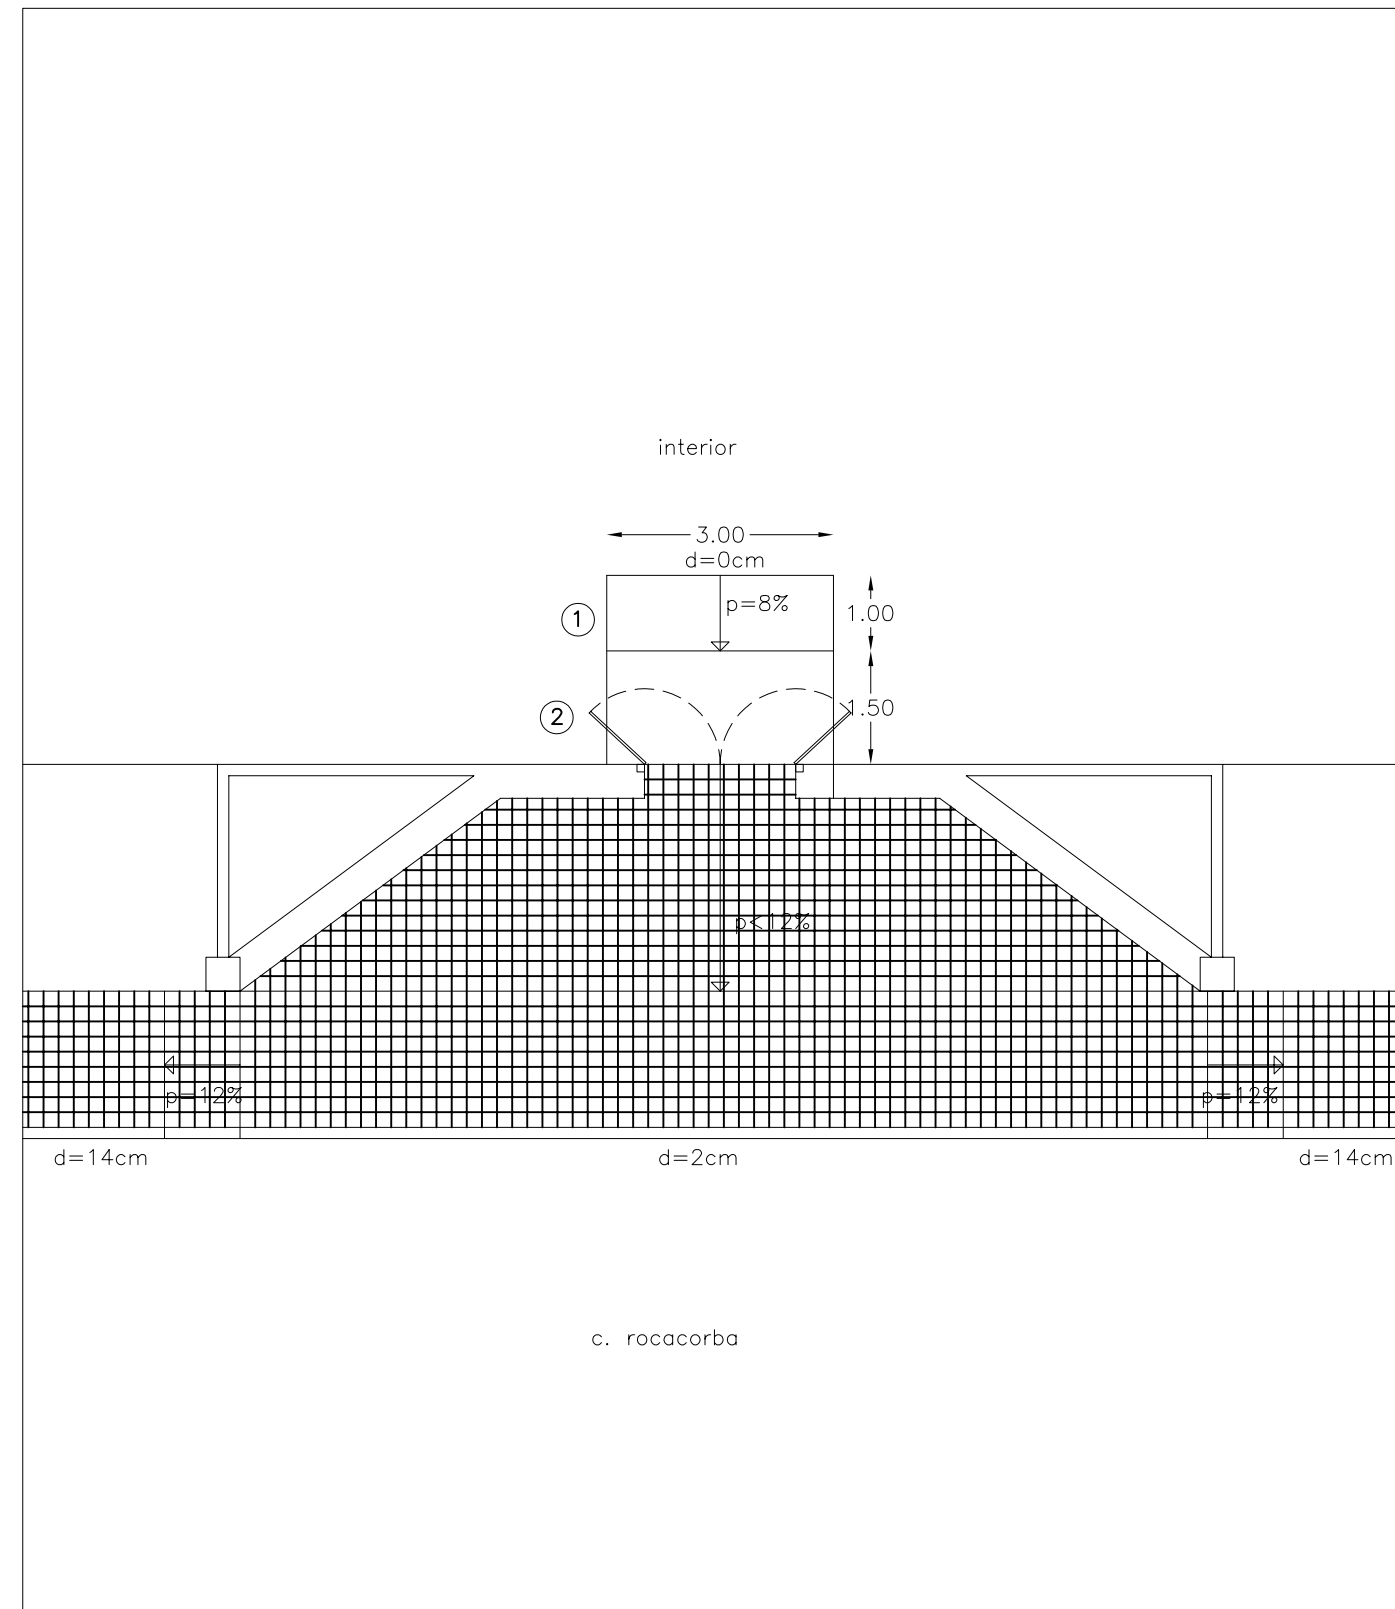 interior
3.00
d=0cm
p=8%
1
1.00
2
1.50
p<12%
p=12%
p=12%
d=14cm
d=2cm
d=14cm
c. rocacorba